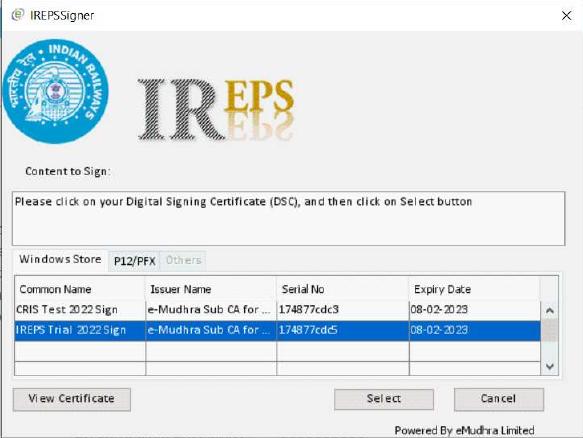 IREPSSigner
भारतीय रेल INDIAN RAILWAYS
IREPS
Content to Sign:
Please click on your Digital Signing Certificate (DSC), and then click on Select button
Windows Store P12/PFX Others
Common Name Issuer Name Serial No Expiry Date
CRIS Test 2022 Sign e-Mudhra Sub CA for ... 174877cdc3 08-02-2023
IREPS Trial 2022 Sign e-Mudhra Sub CA for ... 174877cdc5 08-02-2023
View Certificate Select Cancel
Powered By eMudhra Limited